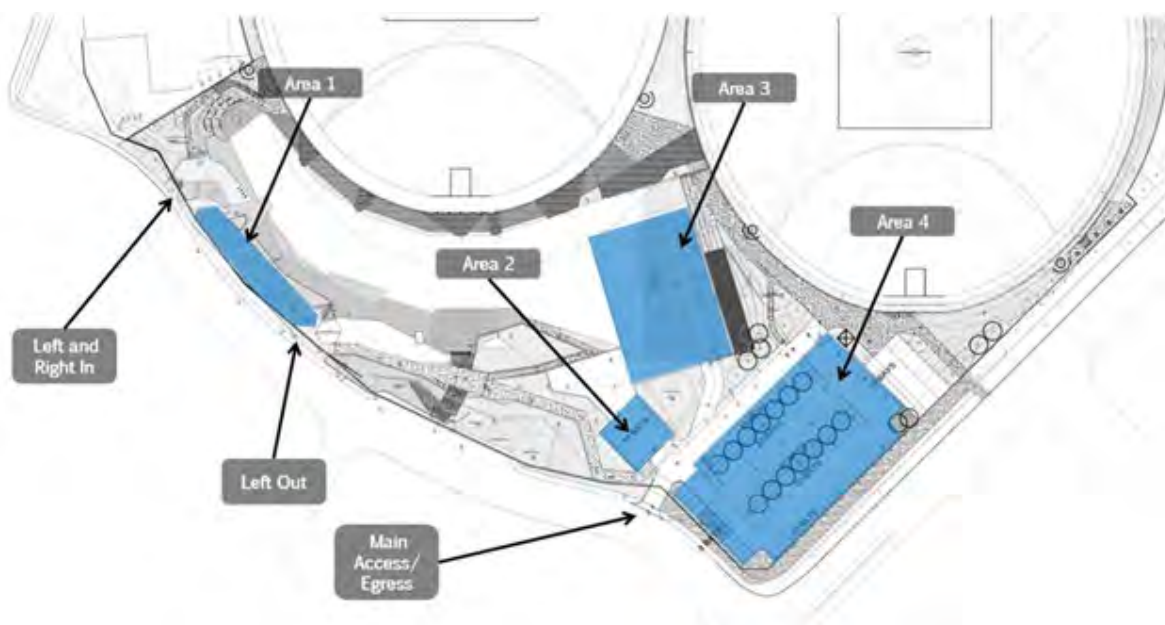 Area 1
Area 3
Area 4
Area 2
Left and
Right In
Left Out
Main
Access/
Egress